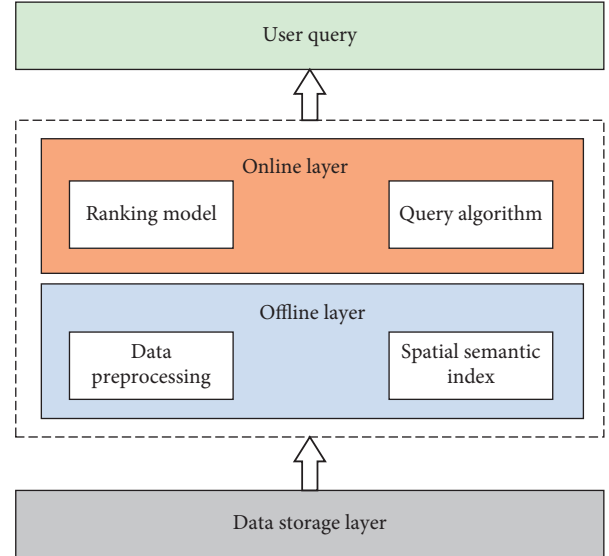 User query
Online layer
Ranking model
Query algorithm
Offline layer
Data
preprocessing
Spatial semantic
index
Data storage layer